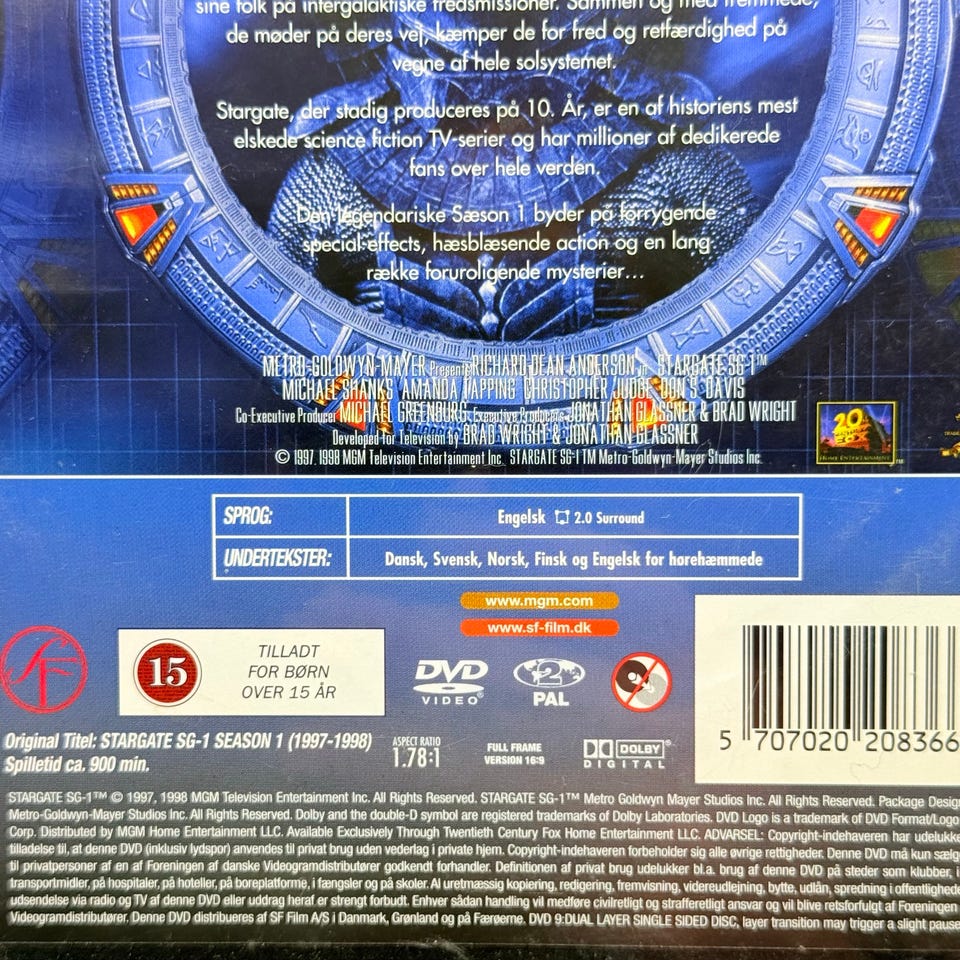 sine folk på intergalaktiske fredsmissioner. Sammen og med fremmede,
de møder på deres vej, kæmper de for fred og retfærdighed på
vegne af hele solsystemet.
Stargate, der stadig produceres på 10. År, er en af historiens mest
elskede science fiction TV-serier og har millioner af dedikerede
fans over hele verden.
Den legendariske Sæson 1 byder på forrygende
special-effects, hæsblæsende action og en lang
række foruroligende mysterier...
METRO-GOLDWYN-MAYER Presents RICHARD DEAN ANDERSON in STARGATE SG-1™
MICHAEL SHANKS AMANDA TAPPING CHRISTOPHER JUDGE DON S. DAVIS
Co-Executive Producer MICHAEL GREENBURG Executive Producers JONATHAN GLASSNER & BRAD WRIGHT
Developed for Television by BRAD WRIGHT & JONATHAN GLASSNER
© 1997, 1998 MGM Television Entertainment Inc. STARGATE SG-1 TM Metro-Goldwyn-Mayer Studios Inc.
20th CENTURY FOX
HOME ENTERTAINMENT
SPROG: Engelsk 2.0 Surround
UNDERTEKSTER: Dansk, Svensk, Norsk, Finsk og Engelsk for hørehæmmede
www.mgm.com
www.sf-film.dk
SF
15
TILLADT
FOR BØRN
OVER 15 ÅR
DVD
VIDEO
2
PAL
5 707020 208366
Original Titel: STARGATE SG-1 SEASON 1 (1997-1998)
Spilletid ca. 900 min.
ASPECT RATIO
1.78:1
FULL FRAME
VERSION 16:9
DOLBY®
DIGITAL
STARGATE SG-1™ © 1997, 1998 MGM Television Entertainment Inc. All Rights Reserved. STARGATE SG-1™ Metro Goldwyn Mayer Studios Inc. All Rights Reserved. Package Design
Metro-Goldwyn-Mayer Studios Inc. All Rights Reserved. Dolby and the double-D symbol are registered trademarks of Dolby Laboratories. DVD Logo is a trademark of DVD Format/Logo
Corp. Distributed by MGM Home Entertainment LLC. Available Exclusively Through Twentieth Century Fox Home Entertainment LLC. ADVARSEL: Copyright-indehaveren har udelukke
tilladelse til, at denne DVD (inklusiv lydspor) anvendes til privat brug uden vederlag i private hjem. Copyright-indehaveren forbeholder sig alle øvrige rettigheder. Denne DVD må kun sælge
til privatpersoner af en af Foreningen af danske Videogramdistributører godkendt forhandler. Definitionen af privat brug udelukker bl.a. brug af denne DVD på steder som klubber, i
transportmidler, på hospitaler, på hoteller, på boreplatforme, i fængsler og på skoler. Al uretmæssig kopiering, redigering, fremvisning, videreudlejning, bytte, udlån, spredning i offentlighede
udsendelse via radio og TV af denne DVD eller uddrag heraf er strengt forbudt. Enhver sådan handling vil medføre civilretligt og strafferetligt ansvar og vil blive retsforfulgt af Foreningen
Videogramdistributører. Denne DVD distribueres af SF Film A/S i Danmark, Grønland og på Færøerne. DVD 9:DUAL LAYER SINGLE SIDED DISC, layer transition may trigger a slight pause